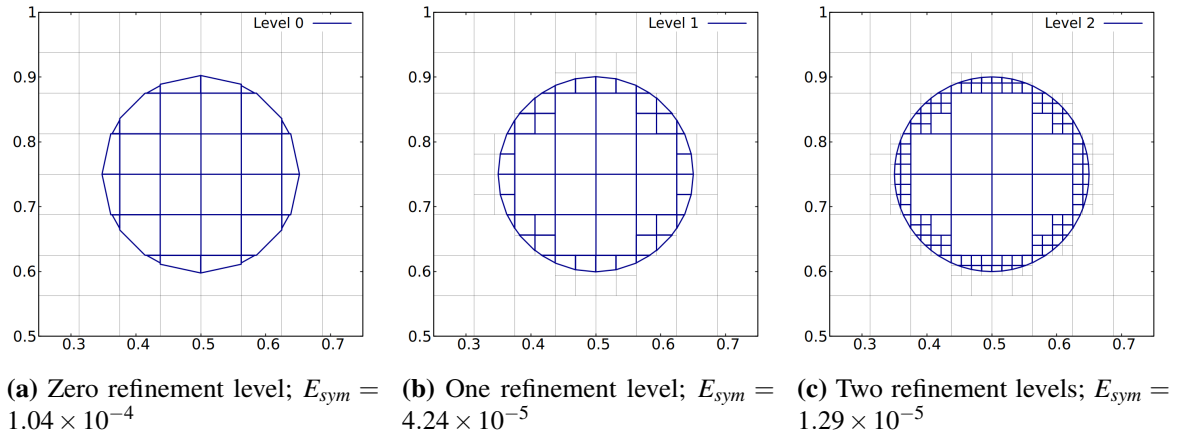 1
0.9
0.8
0.7
0.6
0.5
0.3 0.4 0.5 0.6 0.7
Level 0
1
0.9
0.8
0.7
0.6
0.5
0.3 0.4 0.5 0.6 0.7
Level 1
1
0.9
0.8
0.7
0.6
0.5
0.3 0.4 0.5 0.6 0.7
Level 2
(a) Zero refinement level; E_sym =
1.04 × 10⁻⁴
(b) One refinement level; E_sym =
4.24 × 10⁻⁵
(c) Two refinement levels; E_sym =
1.29 × 10⁻⁵